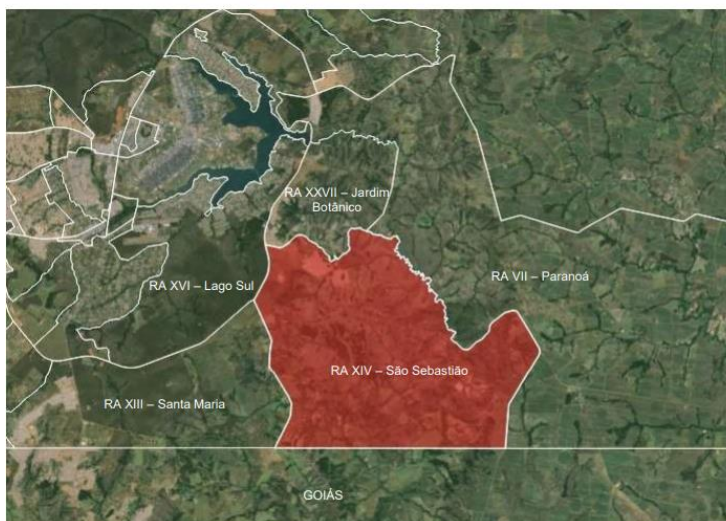 RA XXVII – Jardim
Botânico
RA XVI – Lago Sul
RA VII – Paranoá
RA XIV – São Sebastião
RA XIII – Santa Maria
GOIÁS